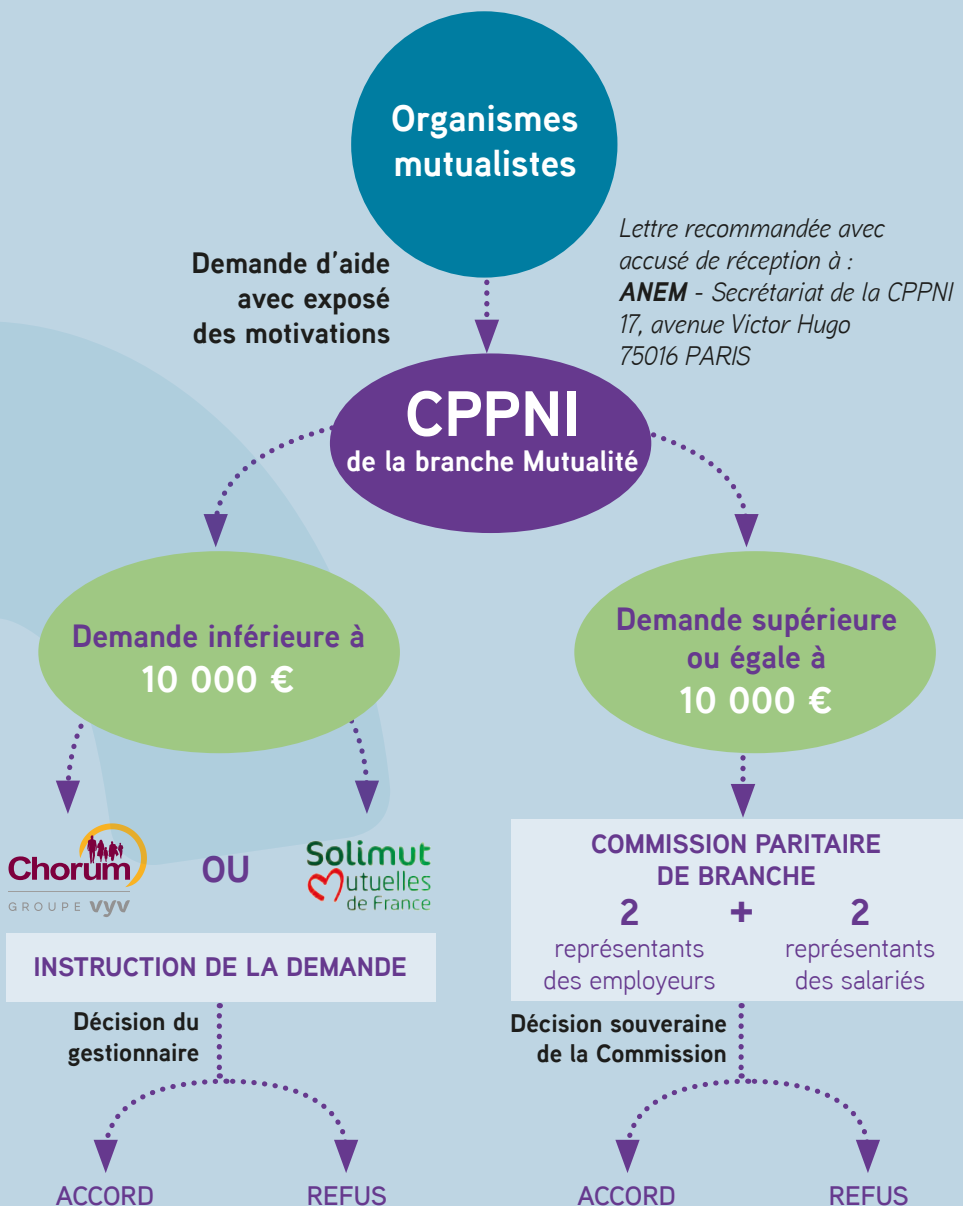 Organismes
mutualistes
Demande d’aide
avec exposé
des motivations
Lettre recommandée avec
accusé de réception à :
ANEM - Secrétariat de la CPPNI
17, avenue Victor Hugo
75016 PARIS
CPPNI
de la branche Mutualité
Demande inférieure à
10 000 €
Demande supérieure
ou égale à
10 000 €
Chorum
GROUPE vyv
OU
Solimut
Mutuelles
de France
INSTRUCTION DE LA DEMANDE
Décision du
gestionnaire
ACCORD
REFUS
COMMISSION PARITAIRE
DE BRANCHE
2 + 2
représentants représentants
des employeurs des salariés
Décision souveraine
de la Commission
ACCORD
REFUS